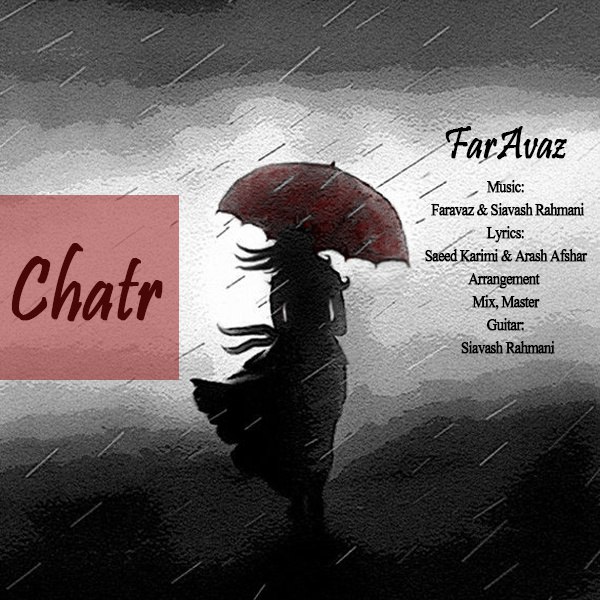 Chatr
FarAvaz
Music:
Faravaz & Siavash Rahmani
Lyrics:
Saeed Karimi & Arash Afshar
Arrangement
Mix, Master
Guitar:
Siavash Rahmani